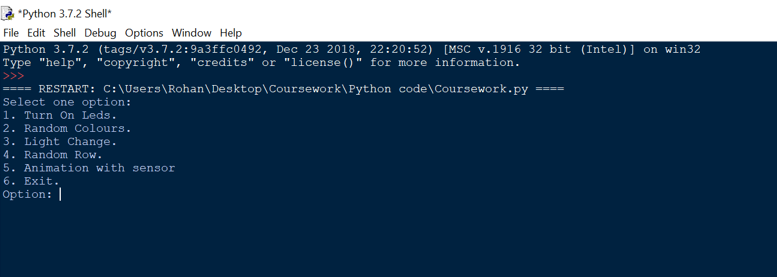 *Python 3.7.2 Shell*
File Edit Shell Debug Options Window Help
Python 3.7.2 (tags/v3.7.2:9a3ffc0492, Dec 23 2018, 22:20:52) [MSC v.1916 32 bit (Intel)] on win32
Type "help", "copyright", "credits" or "license()" for more information.
>>>
==== RESTART: C:\Users\Rohan\Desktop\Coursework\Python code\Coursework.py ====
Select one option:
1. Turn On Leds.
2. Random Colours.
3. Light Change.
4. Random Row.
5. Animation with sensor
6. Exit.
Option: